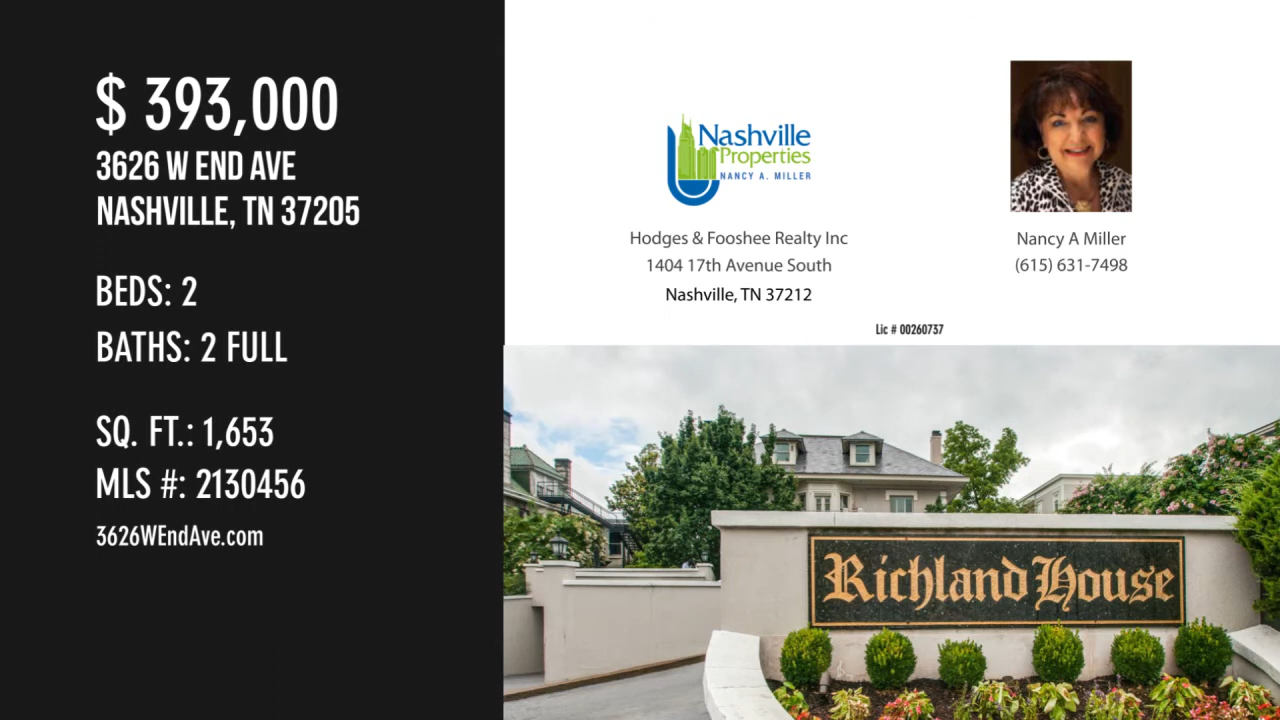 $ 393,000
3626 W END AVE
NASHVILLE, TN 37205
BEDS: 2
BATHS: 2 FULL
SQ. FT.: 1,653
MLS #: 2130456
3626WEndAve.com
Nashville
Properties
NANCY A. MILLER
Hodges & Fooshee Realty Inc
1404 17th Avenue South
Nashville, TN 37212
Nancy A Miller
(615) 631-7498
Lic # 00260737
Richland House